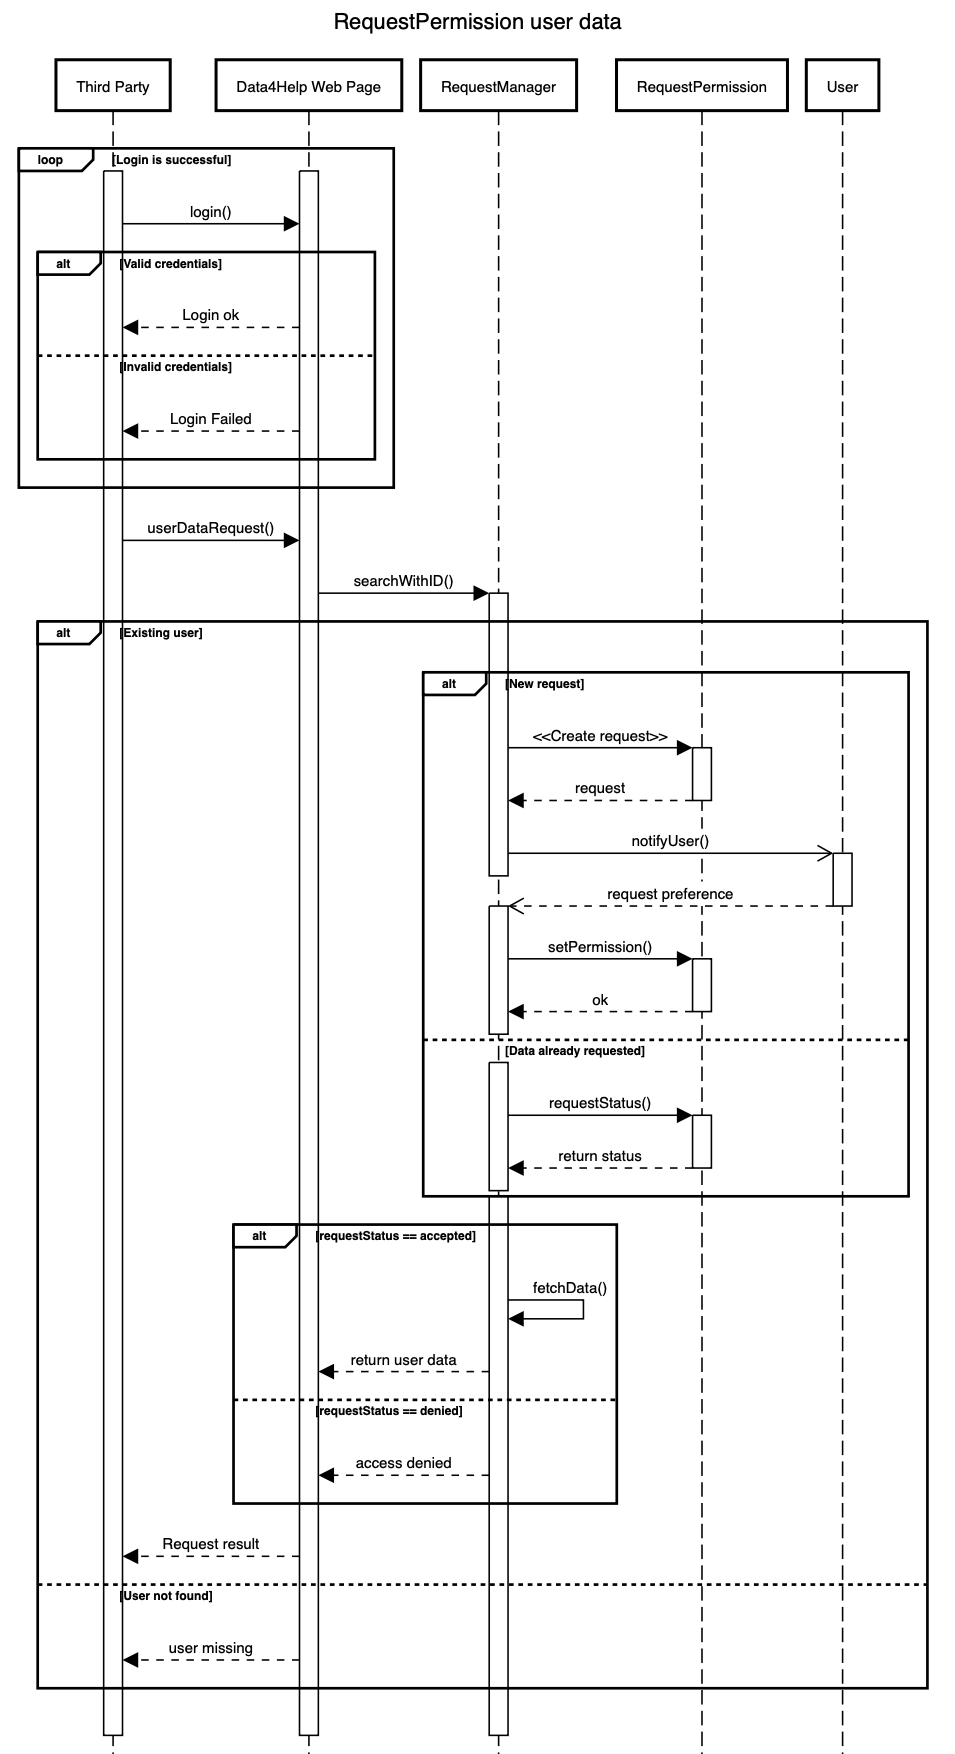 RequestPermission user data
Third Party
Data4Help Web Page
RequestManager
RequestPermission
User
loop
[Login is successful]
login()
alt
[Valid credentials]
Login ok
[Invalid credentials]
Login Failed
userDataRequest()
searchWithID()
alt
[Existing user]
alt
[New request]
<<Create request>>
request
notifyUser()
request preference
setPermission()
ok
[Data already requested]
requestStatus()
return status
alt
[requestStatus == accepted]
fetchData()
return user data
[requestStatus == denied]
access denied
Request result
[User not found]
user missing